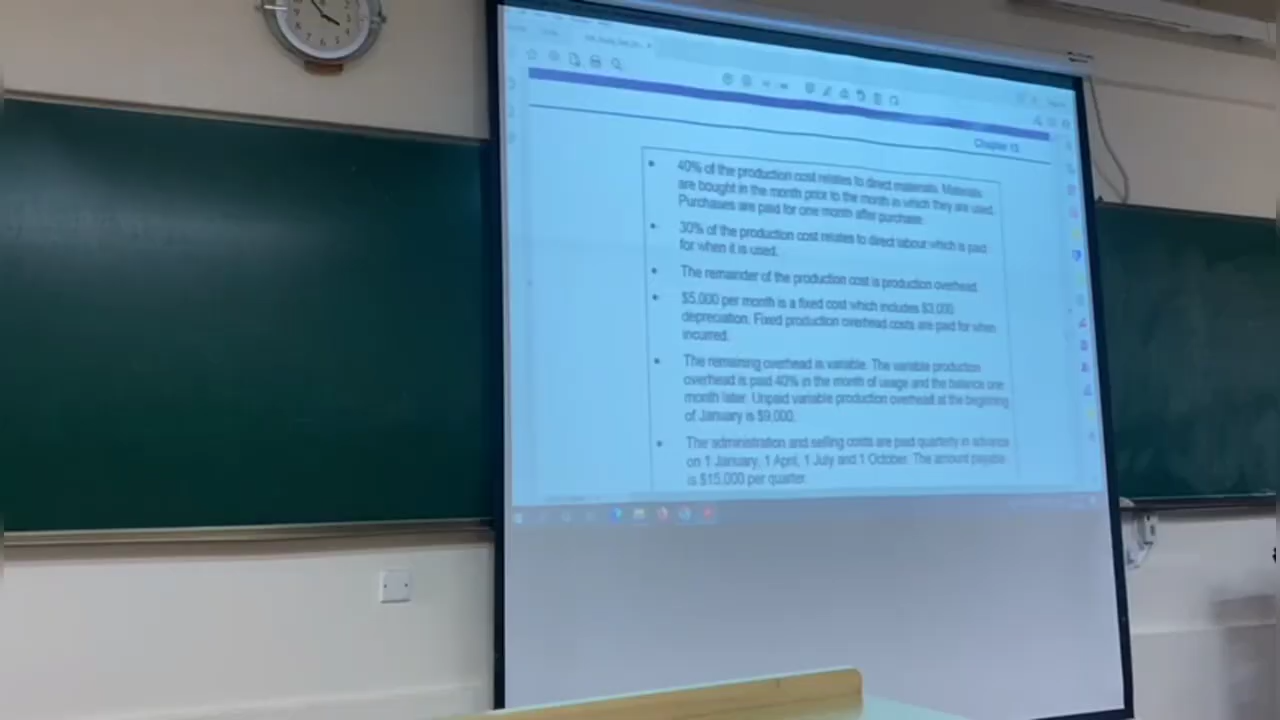 Chapter 13
• 40% of the production cost relates to direct materials. Materials
are bought in the month prior to the month in which they are used.
Purchases are paid for one month after purchase.
• 30% of the production cost relates to direct labour which is paid
for when it is used.
• The remainder of the production cost is production overhead.
• $5,000 per month is a fixed cost which includes $3,000
depreciation. Fixed production overhead costs are paid for when
incurred.
• The remaining overhead is variable. The variable production
overhead is paid 40% in the month of usage and the balance one
month later. Unpaid variable production overhead at the beginning
of January is $9,000.
• The administration and selling costs are paid quarterly in advance
on 1 January, 1 April, 1 July and 1 October. The amount payable
is $15,000 per quarter.